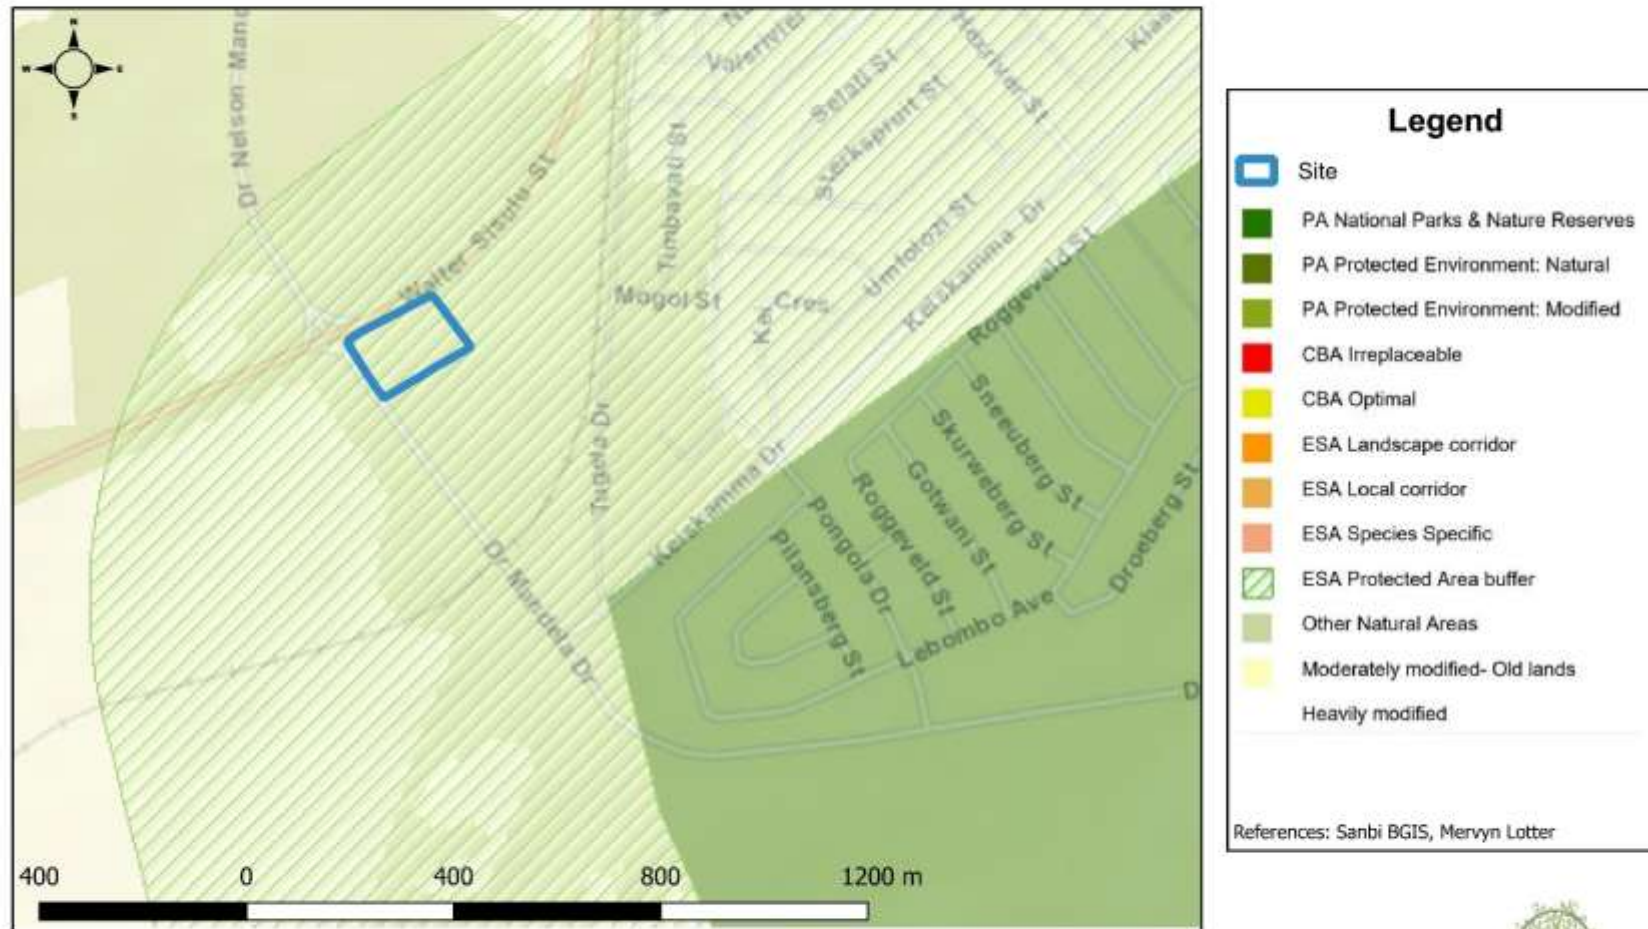 N
W
E
S
Dr Nelson Mand
Walter Sisulu St
Timbavati St
Selati St
Sterkspruit St
Umfolozi St
Keiskamma Dr
Roggeveld St
Mogol St
Cres
Tugela Dr
Keiskamma Dr
Sneeuberg St
Skurweberg St
Gotwani St
Roggeveld St
Pongola Dr
Pilansberg St
Lebombo Ave
Dr Mandela Dr
D
400 0 400 800 1200 m
Legend
Site
PA National Parks & Nature Reserves
PA Protected Environment: Natural
PA Protected Environment: Modified
CBA Irreplaceable
CBA Optimal
ESA Landscape corridor
ESA Local corridor
ESA Species Specific
ESA Protected Area buffer
Other Natural Areas
Moderately modified- Old lands
Heavily modified
References: Sanbi BGIS, Mervyn Lotter